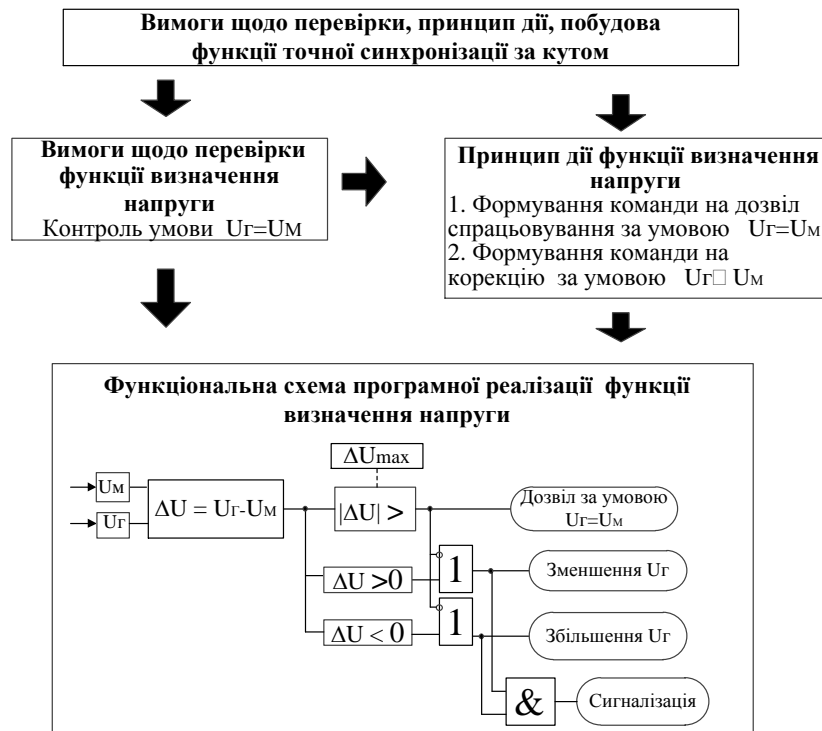 Вимоги щодо перевірки, принцип дії, побудова
функції точної синхронізації за кутом
Вимоги щодо перевірки
функції визначення
напруги
Контроль умови Uг=Uм
Принцип дії функції визначення
напруги
1. Формування команди на дозвіл
спрацьовування за умовою Uг=Uм
2. Формування команди на
корекцію за умовою Uг□ Uм
Функціональна схема програмної реалізації функції
визначення напруги
ΔUmax
Uм
Uг
ΔU = Uг-Uм
|ΔU| >
Дозвіл за умовою
Uг=Uм
ΔU >0
1
Зменшення Uг
ΔU < 0
1
Збільшення Uг
&
Сигналізація